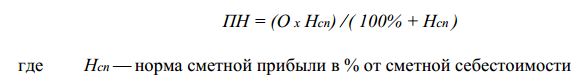 ПН = (О х Нсп) /( 100% + Нсп )
где Нсп — норма сметной прибыли в % от сметной себестоимости